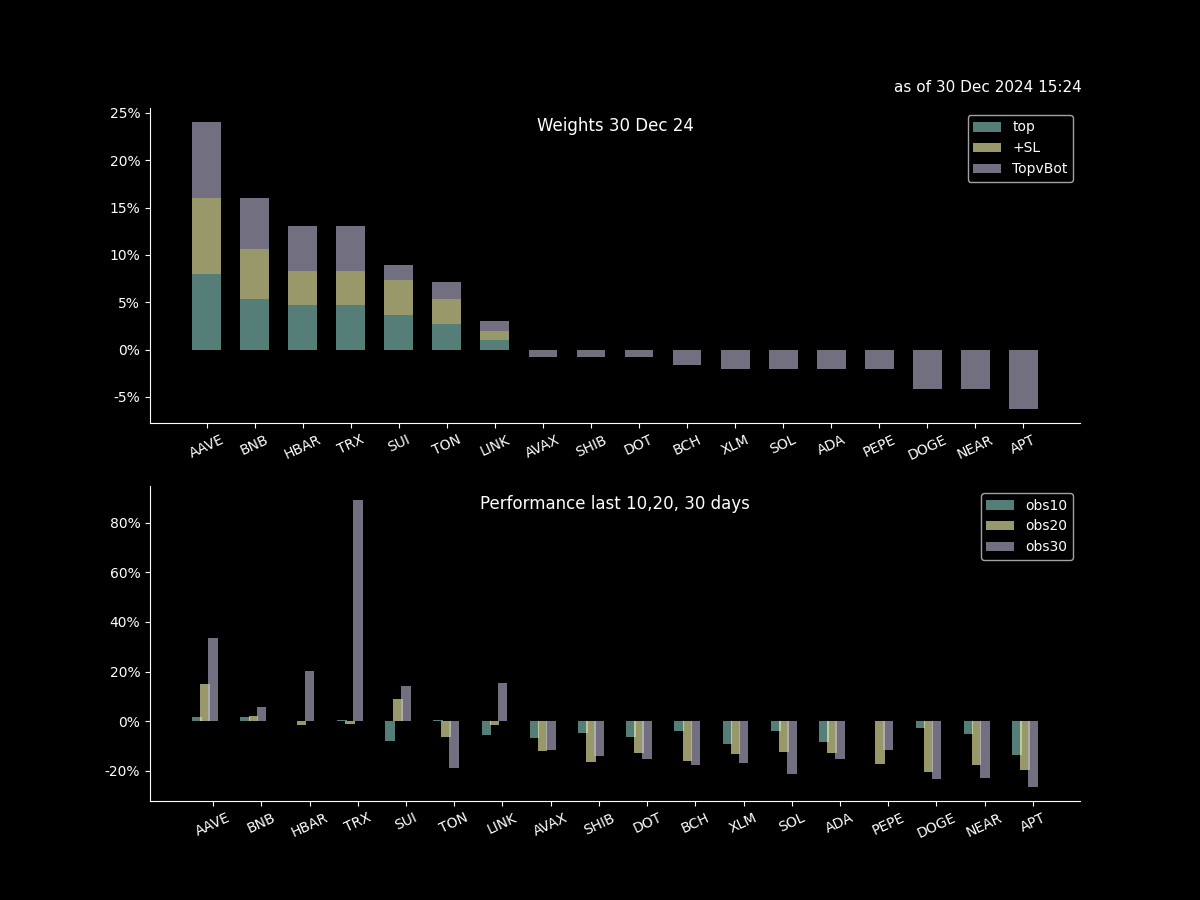 as of 30 Dec 2024 15:24
Weights 30 Dec 24
top
+SL
TopvBot
25%
20%
15%
10%
5%
0%
-5%
AAVE BNB HBAR TRX SUI TON LINK AVAX SHIB DOT BCH XLM SOL ADA PEPE DOGE NEAR APT
Performance last 10,20, 30 days
obs10
obs20
obs30
80%
60%
40%
20%
0%
-20%
AAVE BNB HBAR TRX SUI TON LINK AVAX SHIB DOT BCH XLM SOL ADA PEPE DOGE NEAR APT